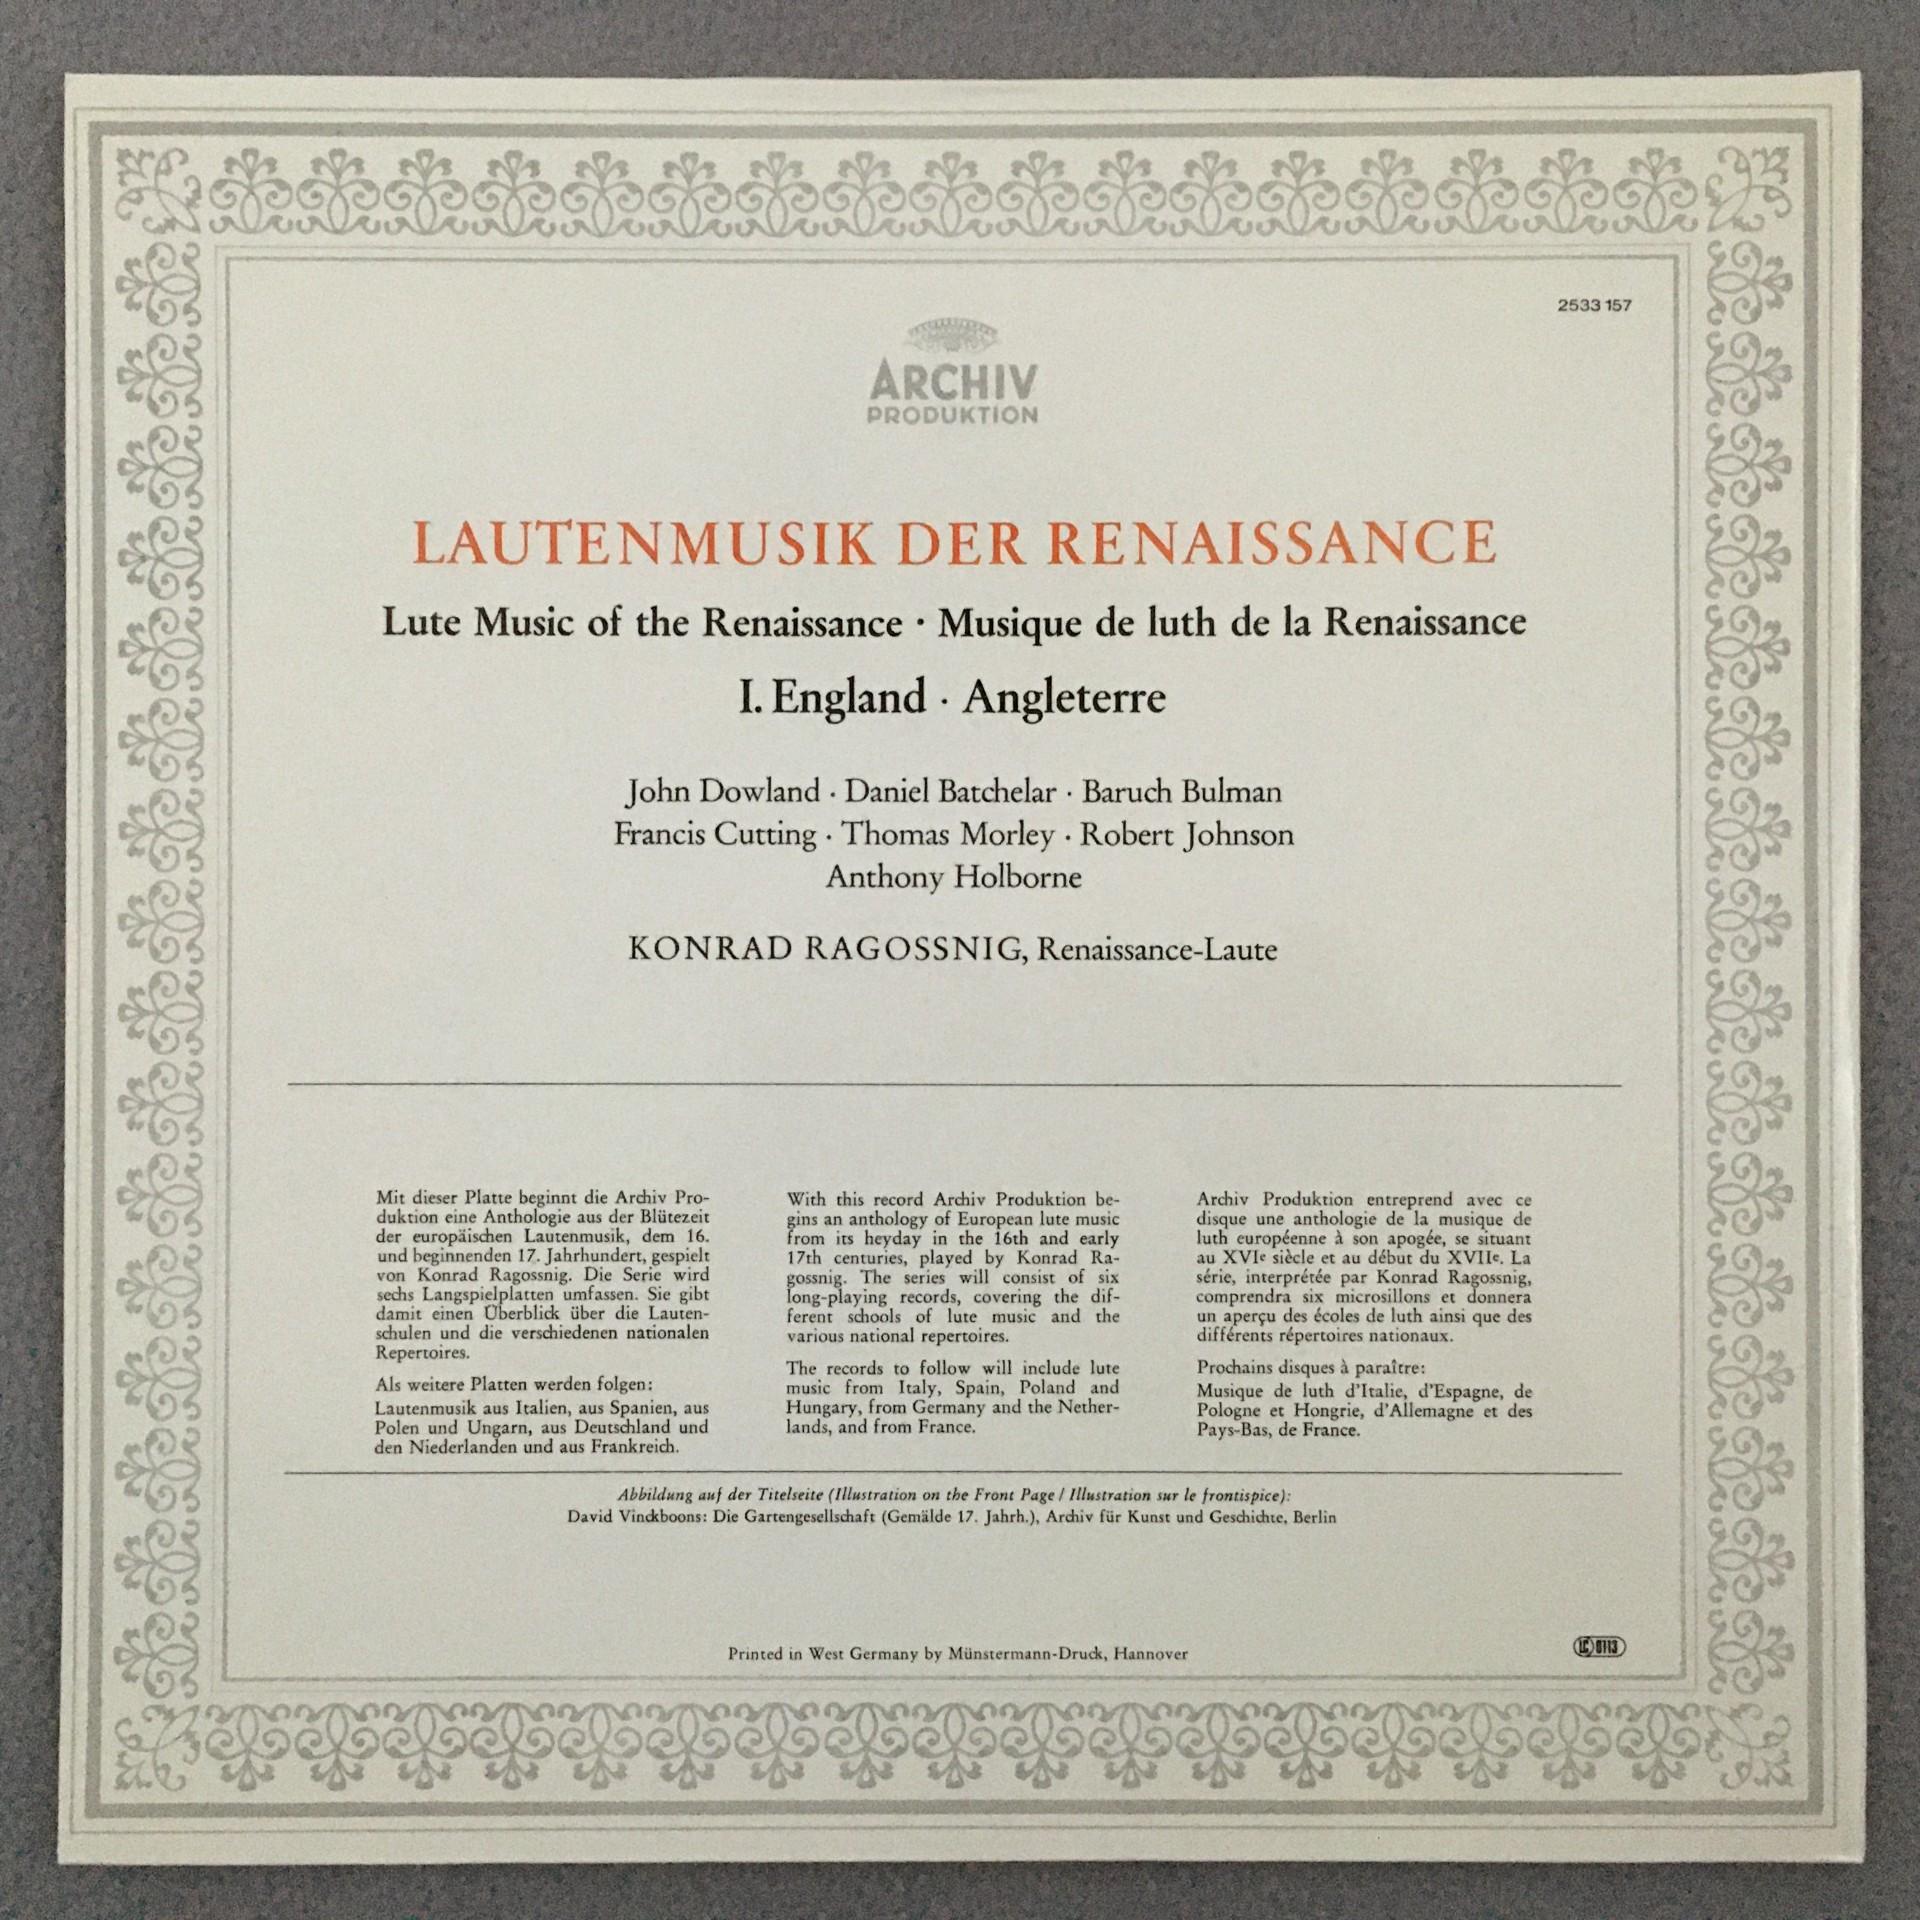 2533 157
ARCHIV
PRODUKTION
LAUTENMUSIK DER RENAISSANCE
Lute Music of the Renaissance · Musique de luth de la Renaissance
I. England · Angleterre
John Dowland · Daniel Batchelar · Baruch Bulman
Francis Cutting · Thomas Morley · Robert Johnson
Anthony Holborne
KONRAD RAGOSSNIG, Renaissance-Laute
Mit dieser Platte beginnt die Archiv Pro-
duktion eine Anthologie aus der Blütezeit
der europäischen Lautenmusik, dem 16.
und beginnenden 17. Jahrhundert, gespielt
von Konrad Ragossnig. Die Serie wird
sechs Langspielplatten umfassen. Sie gibt
damit einen Überblick über die Lauten-
schulen und die verschiedenen nationalen
Repertoires.
Als weitere Platten werden folgen:
Lautenmusik aus Italien, aus Spanien, aus
Polen und Ungarn, aus Deutschland und
den Niederlanden und aus Frankreich.
With this record Archiv Produktion be-
gins an anthology of European lute music
from its heyday in the 16th and early
17th centuries, played by Konrad Ra-
gossnig. The series will consist of six
long-playing records, covering the dif-
ferent schools of lute music and the
various national repertoires.
The records to follow will include lute
music from Italy, Spain, Poland and
Hungary, from Germany and the Nether-
lands, and from France.
Archiv Produktion entreprend avec ce
disque une anthologie de la musique de
luth européenne à son apogée, se situant
au XVIe siècle et au début du XVIIe. La
série, interprétée par Konrad Ragossnig,
comprendra six microsillons et donnera
un aperçu des écoles de luth ainsi que des
différents répertoires nationaux.
Prochains disques à paraître:
Musique de luth d'Italie, d'Espagne, de
Pologne et Hongrie, d'Allemagne et des
Pays-Bas, de France.
Abbildung auf der Titelseite (Illustration on the Front Page / Illustration sur le frontispice):
David Vinckboons: Die Gartengesellschaft (Gemälde 17. Jahrh.), Archiv für Kunst und Geschichte, Berlin
Printed in West Germany by Münstermann-Druck, Hannover
LC 0113